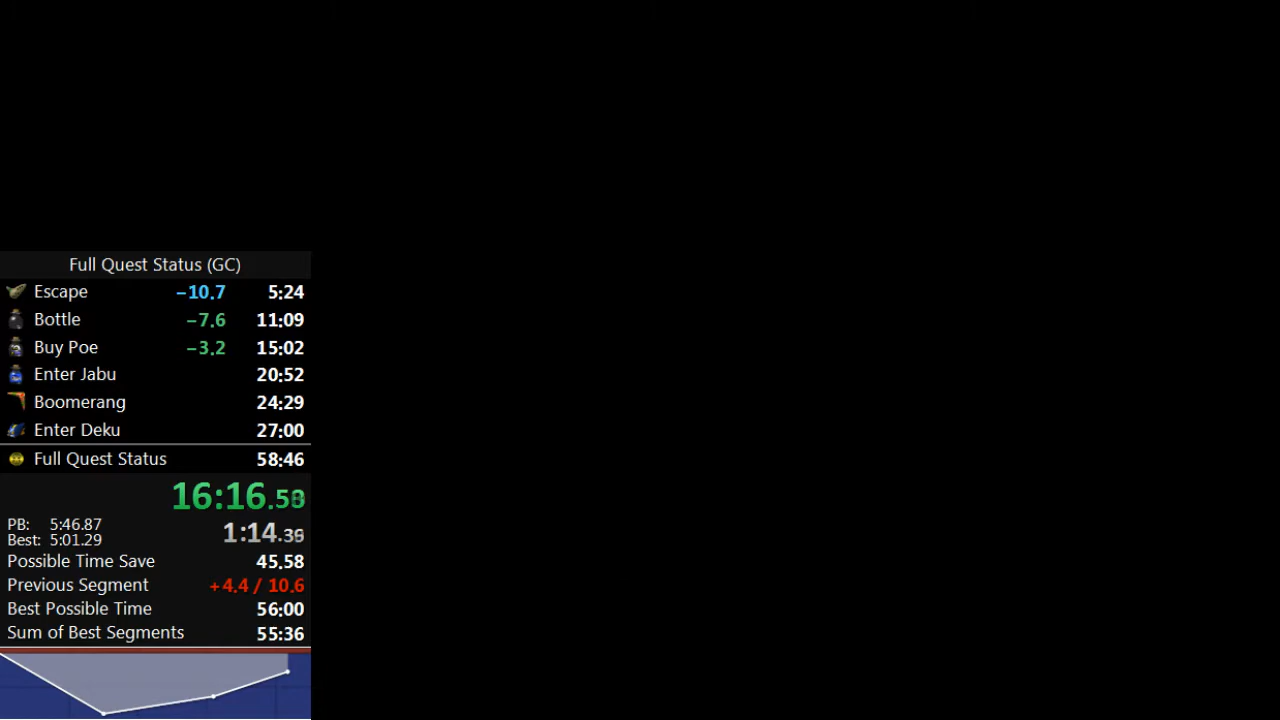 Full Quest Status (GC)
Escape −10.7 5:24
Bottle −7.6 11:09
Buy Poe −3.2 15:02
Enter Jabu 20:52
Boomerang 24:29
Enter Deku 27:00
Full Quest Status 58:46
16:16.58
PB: 5:46.87
Best: 5:01.29
1:14.36
Possible Time Save 45.58
Previous Segment +4.4 / 10.6
Best Possible Time 56:00
Sum of Best Segments 55:36